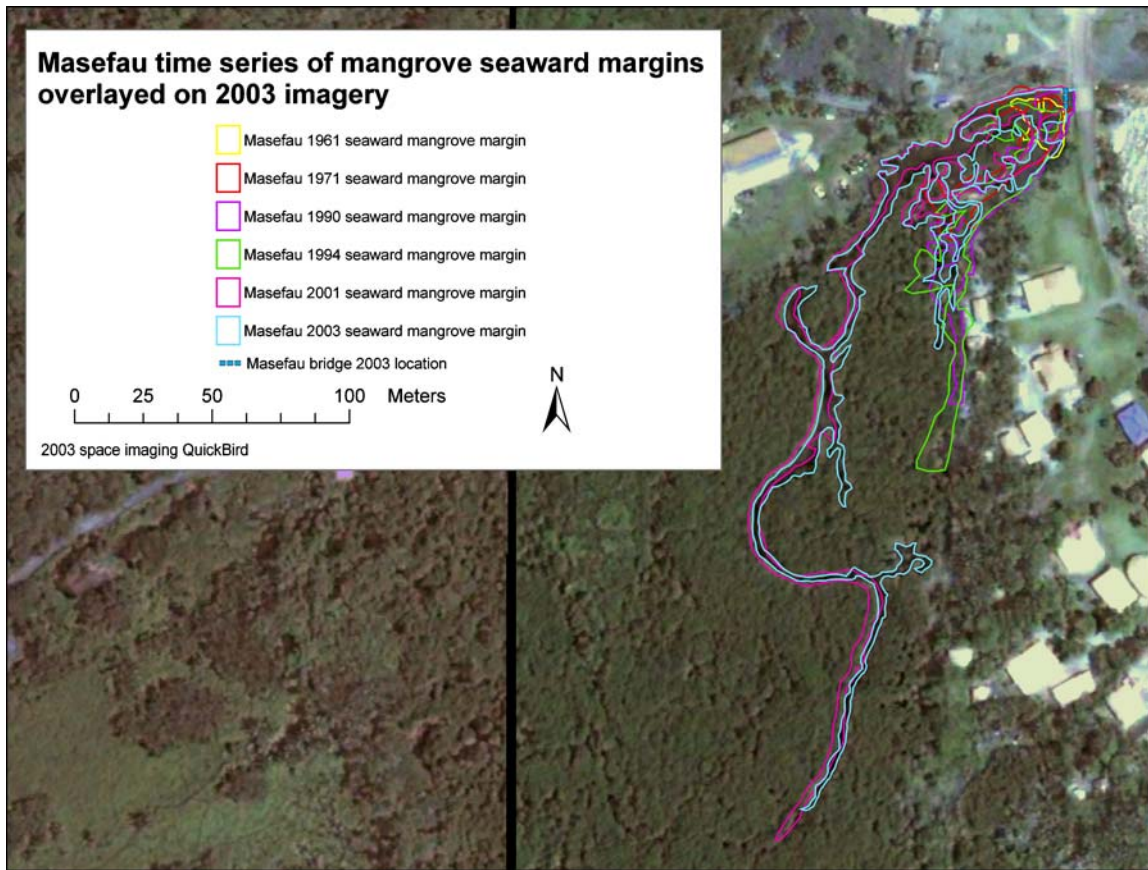 Masefau time series of mangrove seaward margins
overlayed on 2003 imagery
Masefau 1961 seaward mangrove margin
Masefau 1971 seaward mangrove margin
Masefau 1990 seaward mangrove margin
Masefau 1994 seaward mangrove margin
Masefau 2001 seaward mangrove margin
Masefau 2003 seaward mangrove margin
Masefau bridge 2003 location
0 25 50 100 Meters
N
2003 space imaging QuickBird